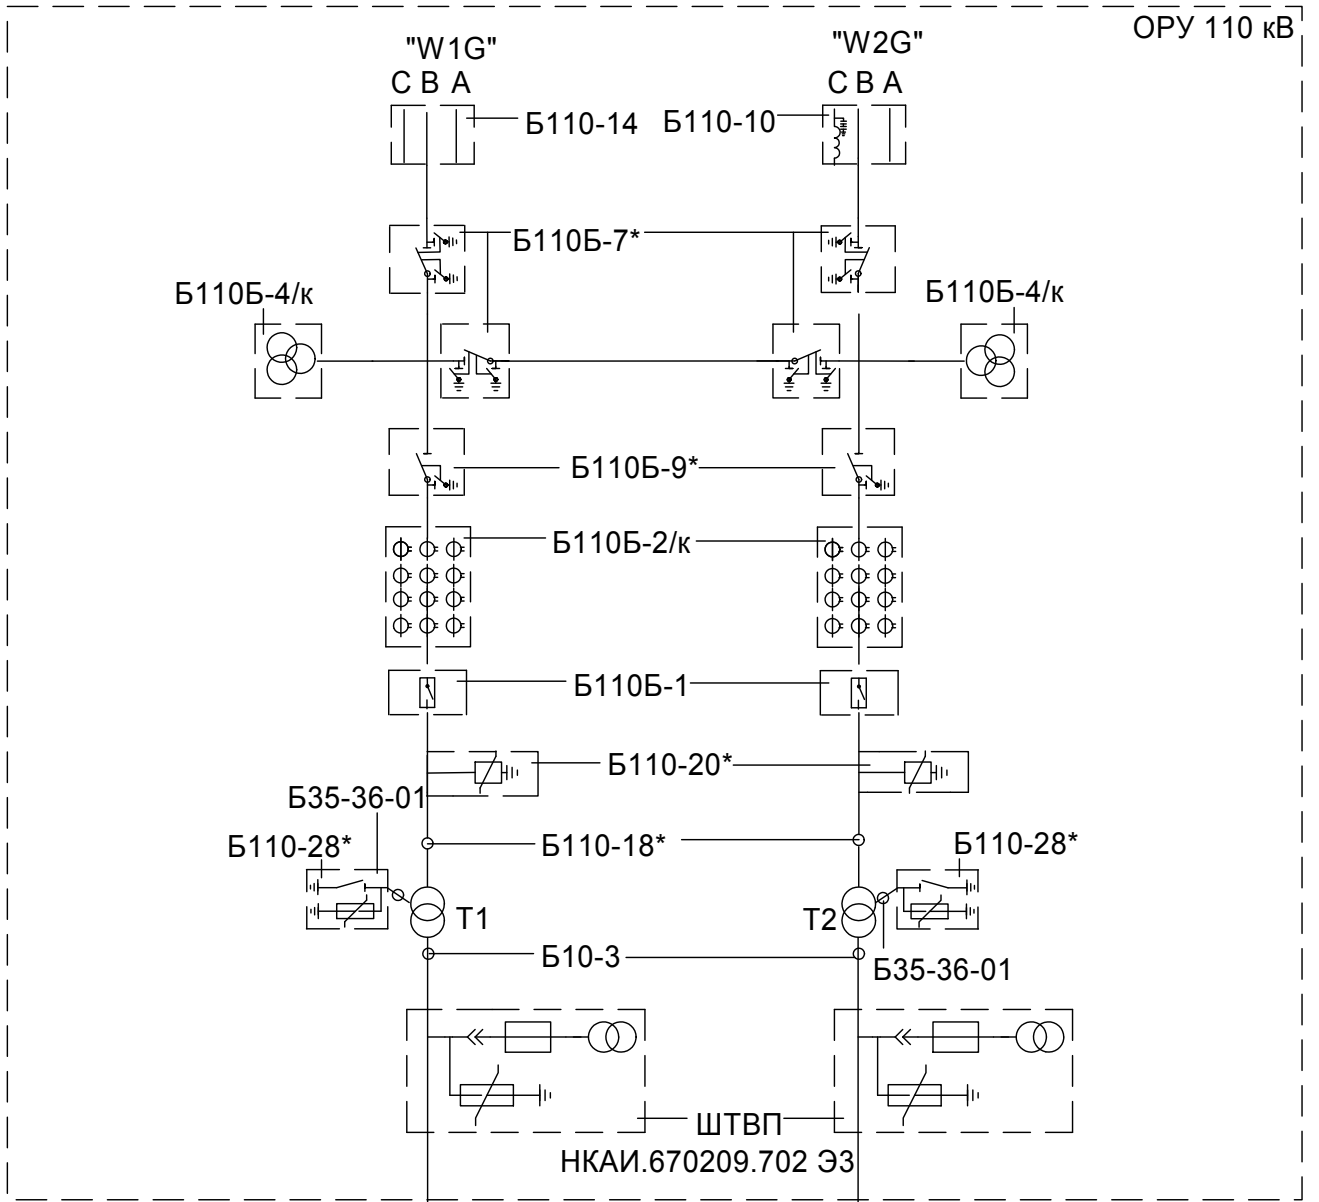 ОРУ 110 кВ
"W1G"
"W2G"
С В А
С В А
Б110-14
Б110-10
Б110Б-7*
Б110Б-4/к
Б110Б-4/к
Б110Б-9*
Б110Б-2/к
Б110Б-1
Б110-20*
Б35-36-01
Б110-28*
Б110-18*
Б110-28*
Т1
Т2
Б10-3
Б35-36-01
ШТВП
НКАИ.670209.702 Э3